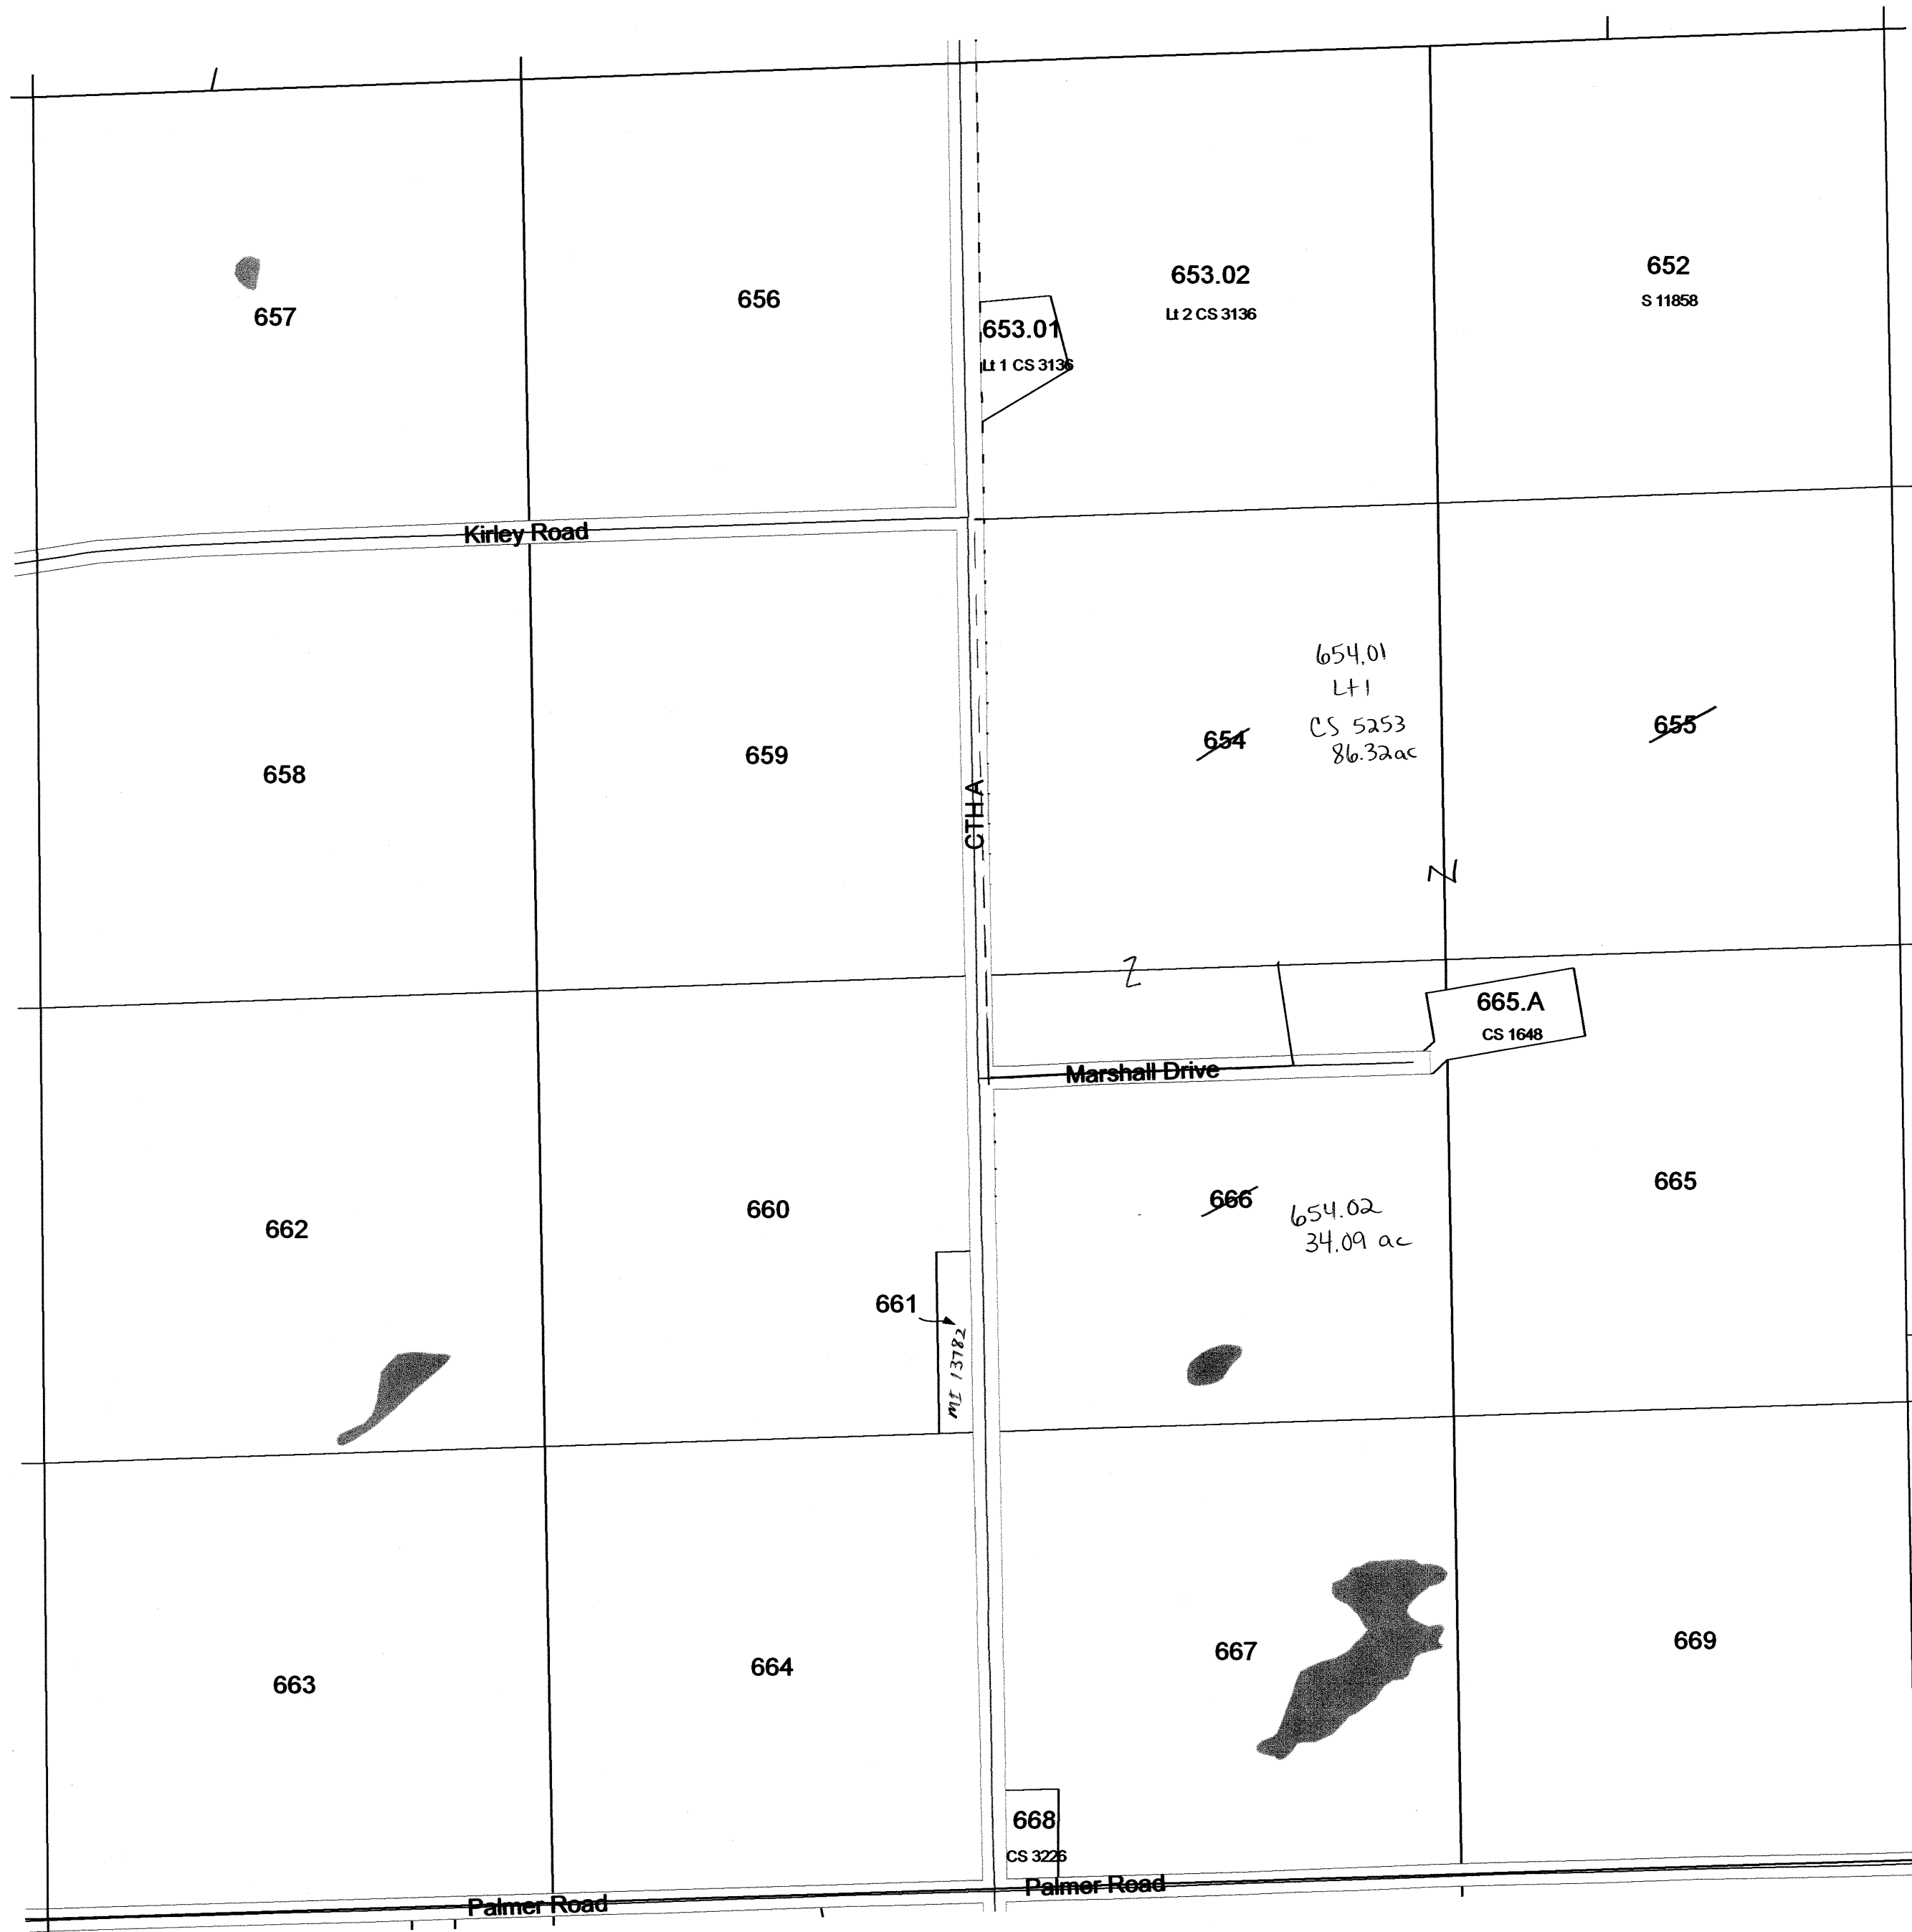 657
656
653.01
Lt 1 CS 3136
653.02
Lt 2 CS 3136
652
S 11858
Kirley Road
658
659
CTH A
654
654.01
Lt 1
CS 5253
86.32ac
655
Z
N
665.A
CS 1648
Marshall Drive
662
660
661
MI 13782
666
654.02
34.09 ac
665
663
664
667
669
668
CS 3226
Palmer Road
Palmer Road